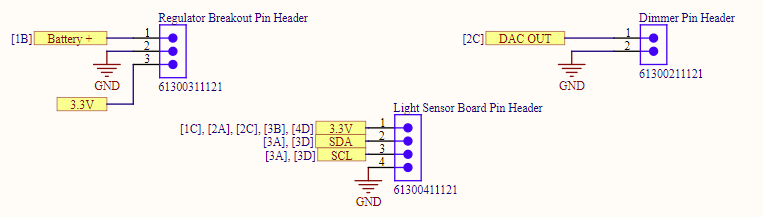 Regulator Breakout Pin Header
[1B] Battery + 1
2
3
GND
3.3V
61300311121
Dimmer Pin Header
[2C] DAC OUT 1
2
GND
61300211121
Light Sensor Board Pin Header
[1C], [2A], [2C], [3B], [4D] 3.3V 1
[3A], [3D] SDA 2
[3A], [3D] SCL 3
4
GND
61300411121